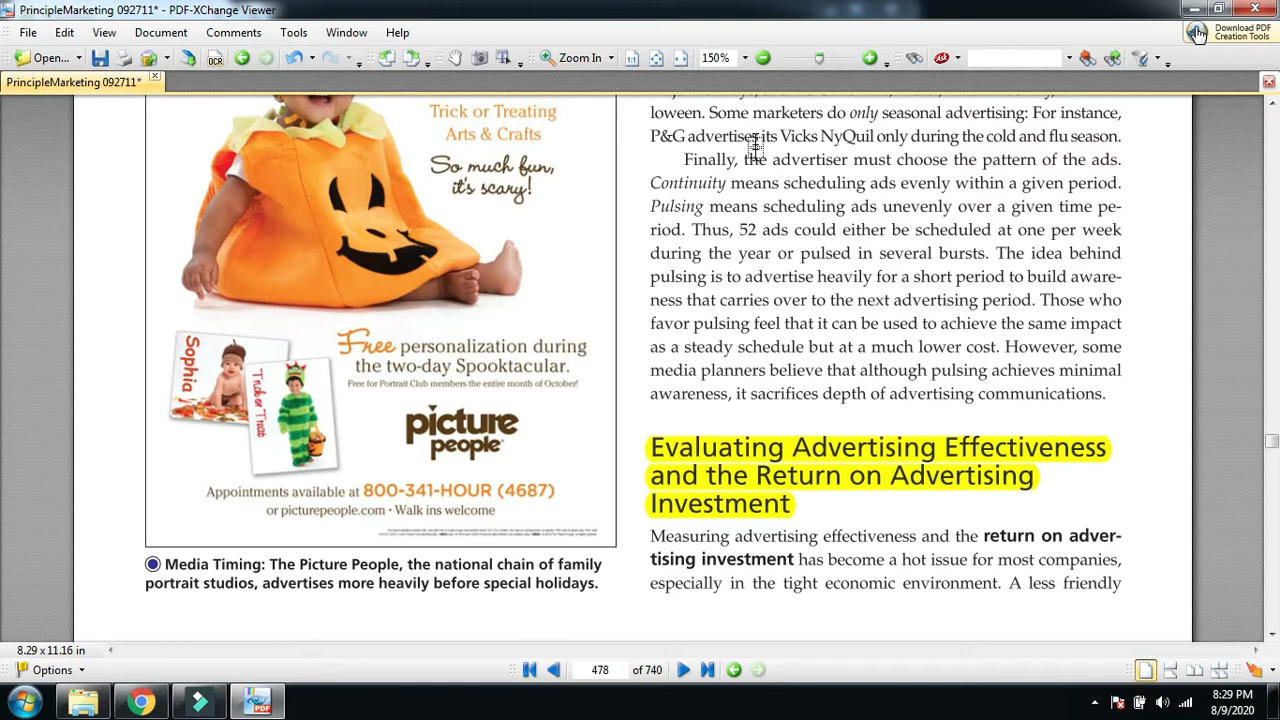 PrincipleMarketing 092711* - PDF-XChange Viewer
File Edit View Document Comments Tools Window Help
Download PDF
Creation Tools
Open... OCR Zoom In 1:1 150%
PrincipleMarketing 092711*
Trick or Treating
Arts & Crafts
So much fun,
it's scary!
Sophia
Trick or Treat
Free personalization during
the two-day Spooktacular.
Free for Portrait Club members the entire month of October!
picture
people
Appointments available at 800-341-HOUR (4687)
or picturepeople.com • Walk ins welcome
Media Timing: The Picture People, the national chain of family
portrait studios, advertises more heavily before special holidays.
loween. Some marketers do only seasonal advertising: For instance,
P&G advertises its Vicks NyQuil only during the cold and flu season.
Finally, the advertiser must choose the pattern of the ads.
Continuity means scheduling ads evenly within a given period.
Pulsing means scheduling ads unevenly over a given time pe-
riod. Thus, 52 ads could either be scheduled at one per week
during the year or pulsed in several bursts. The idea behind
pulsing is to advertise heavily for a short period to build aware-
ness that carries over to the next advertising period. Those who
favor pulsing feel that it can be used to achieve the same impact
as a steady schedule but at a much lower cost. However, some
media planners believe that although pulsing achieves minimal
awareness, it sacrifices depth of advertising communications.
Evaluating Advertising Effectiveness
and the Return on Advertising
Investment
Measuring advertising effectiveness and the return on adver-
tising investment has become a hot issue for most companies,
especially in the tight economic environment. A less friendly
8.29 x 11.16 in
Options 478 of 740
8:29 PM
8/9/2020